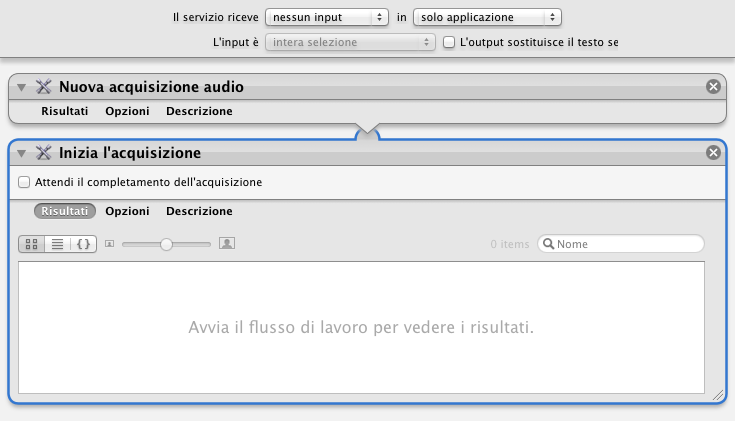 Il servizio riceve nessun input in solo applicazione
L'input è intera selezione L'output sostituisce il testo se
Nuova acquisizione audio
Risultati Opzioni Descrizione
Inizia l'acquisizione
Attendi il completamento dell'acquisizione
Risultati Opzioni Descrizione
0 items Nome
Avvia il flusso di lavoro per vedere i risultati.